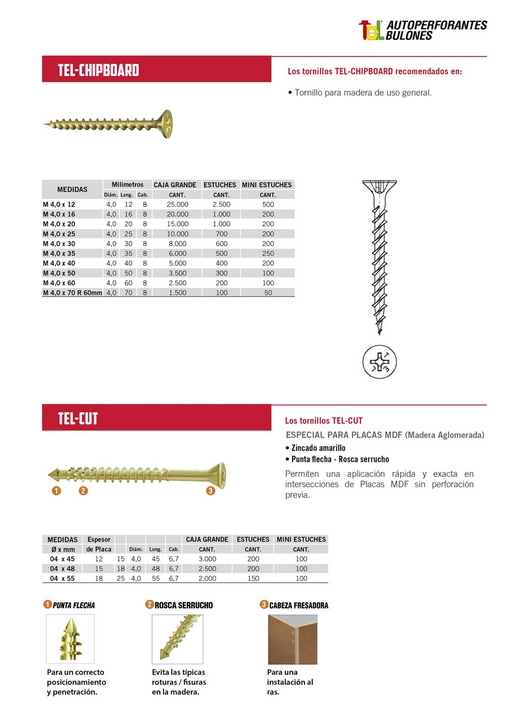 TEL AUTOPERFORANTES
BULONES
TEL-CHIPBOARD
Los tornillos TEL-CHIPBOARD recomendados en:
• Tornillo para madera de uso general.
MEDIDAS Milimetros CAJA GRANDE ESTUCHES MINI ESTUCHES
Diám. Long. Cab. CANT. CANT. CANT.
M 4,0 x 12 4,0 12 8 25.000 2.500 500
M 4,0 x 16 4,0 16 8 20.000 1.000 200
M 4,0 x 20 4,0 20 8 15.000 1.000 200
M 4,0 x 25 4,0 25 8 10.000 700 200
M 4,0 x 30 4,0 30 8 8.000 600 200
M 4,0 x 35 4,0 35 8 6.000 500 250
M 4,0 x 40 4,0 40 8 5.000 400 200
M 4,0 x 50 4,0 50 8 3.500 300 100
M 4,0 x 60 4,0 60 8 2.500 200 100
M 4,0 x 70 R 60mm 4,0 70 8 1.500 100 50
TEL-CUT
Los tornillos TEL-CUT
ESPECIAL PARA PLACAS MDF (Madera Aglomerada)
• Zincado amarillo
• Punta flecha - Rosca serrucho
Permiten una aplicación rápida y exacta en
intersecciones de Placas MDF sin perforación
previa.
1 2 3
MEDIDAS Espesor CAJA GRANDE ESTUCHES MINI ESTUCHES
Ø x mm de Placa Diám. Long. Cab. CANT. CANT. CANT.
04 x 45 12 15 4,0 45 6,7 3.000 200 100
04 x 48 15 18 4,0 48 6,7 2.500 200 100
04 x 55 18 25 4,0 55 6,7 2.000 150 100
1 PUNTA FLECHA
Para un correcto
posicionamiento
y penetración.
2 ROSCA SERRUCHO
Evita las típicas
roturas / fisuras
en la madera.
3 CABEZA FRESADORA
Para una
instalación al
ras.